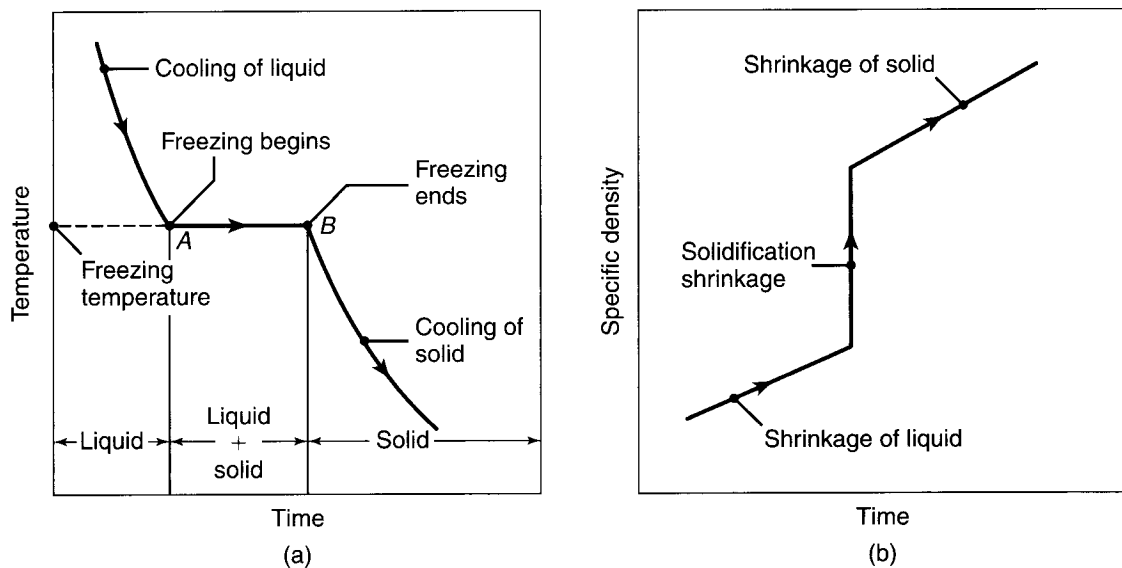 Cooling of liquid
Freezing begins
Freezing
ends
A
B
Freezing
temperature
Cooling of
solid
Liquid
Liquid
+
solid
Solid
Temperature
Time
(a)
Shrinkage of solid
Solidification
shrinkage
Shrinkage of liquid
Specific density
Time
(b)